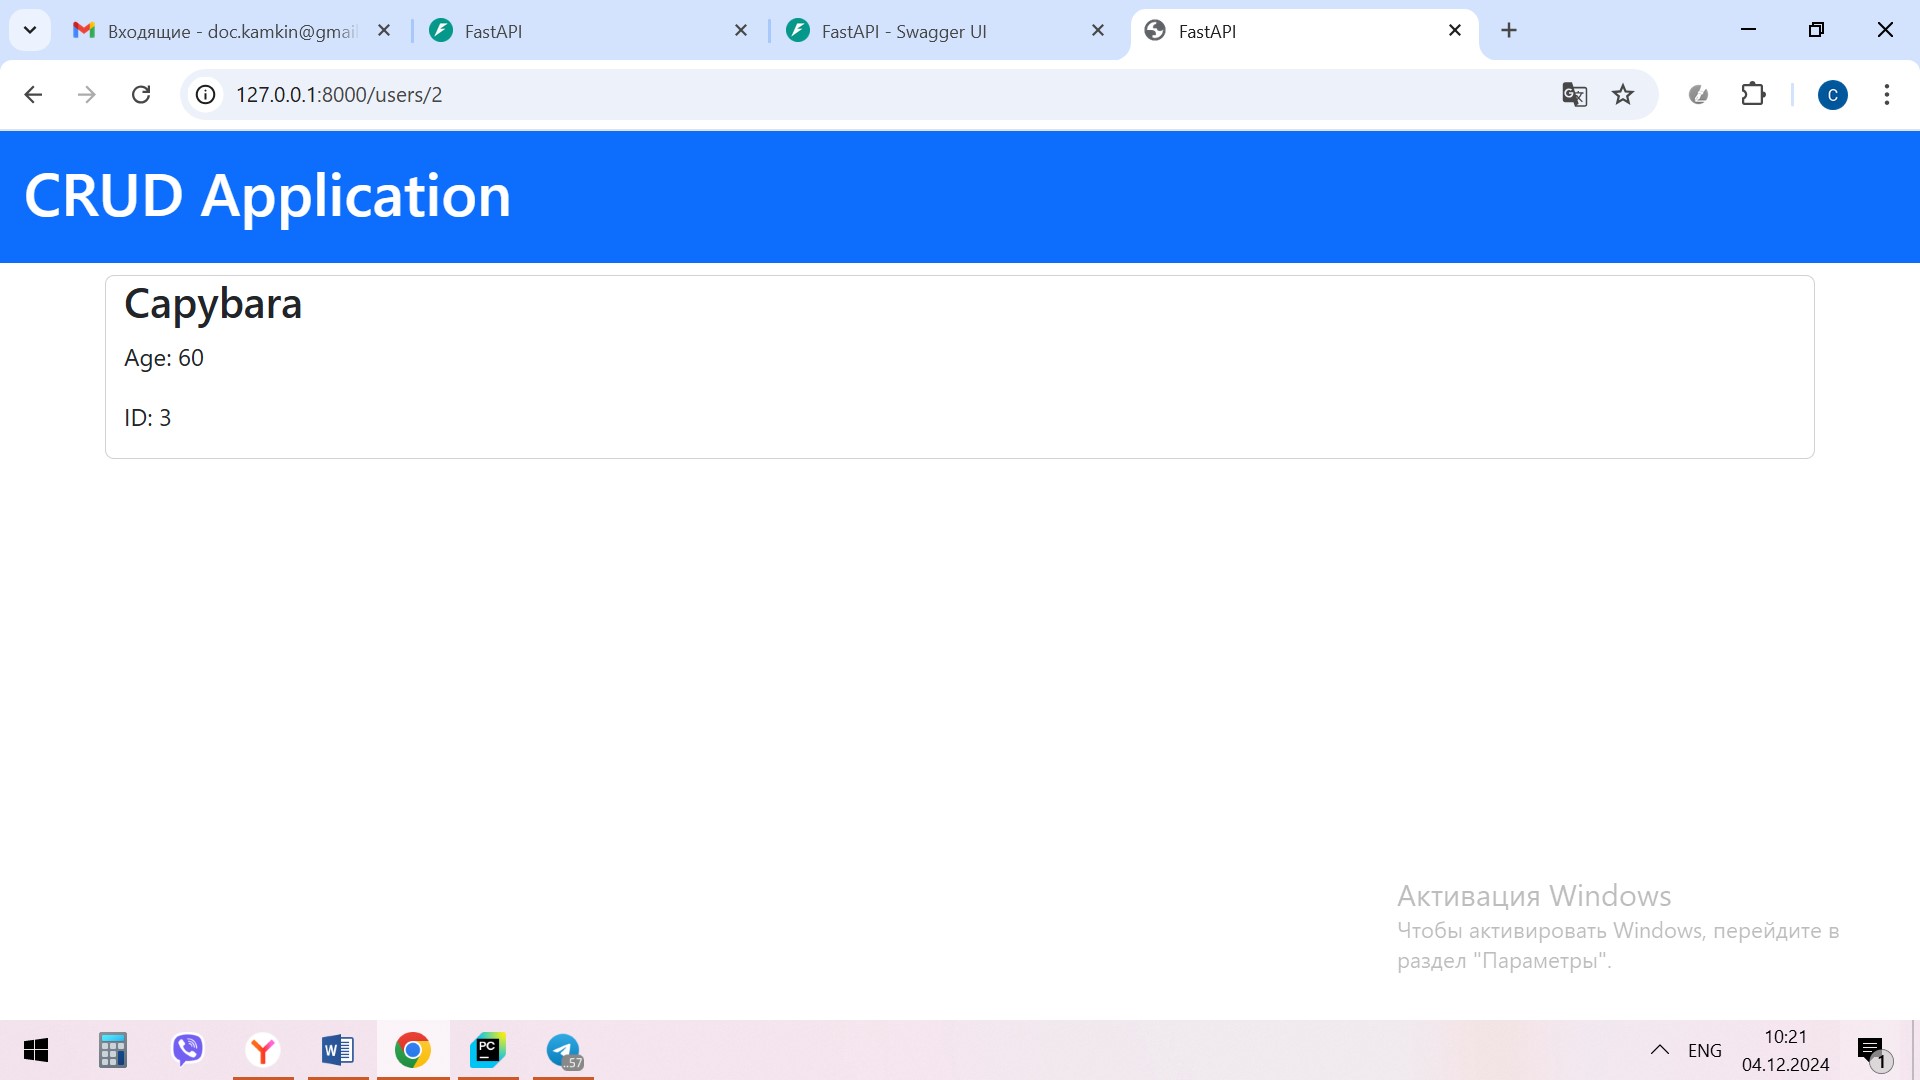 Входящие - doc.kamkin@gmail
FastAPI
FastAPI - Swagger UI
FastAPI
127.0.0.1:8000/users/2
C
CRUD Application
Capybara
Age: 60
ID: 3
Активация Windows
Чтобы активировать Windows, перейдите в
раздел "Параметры".
W
PC
..57
ENG
10:21
04.12.2024
1